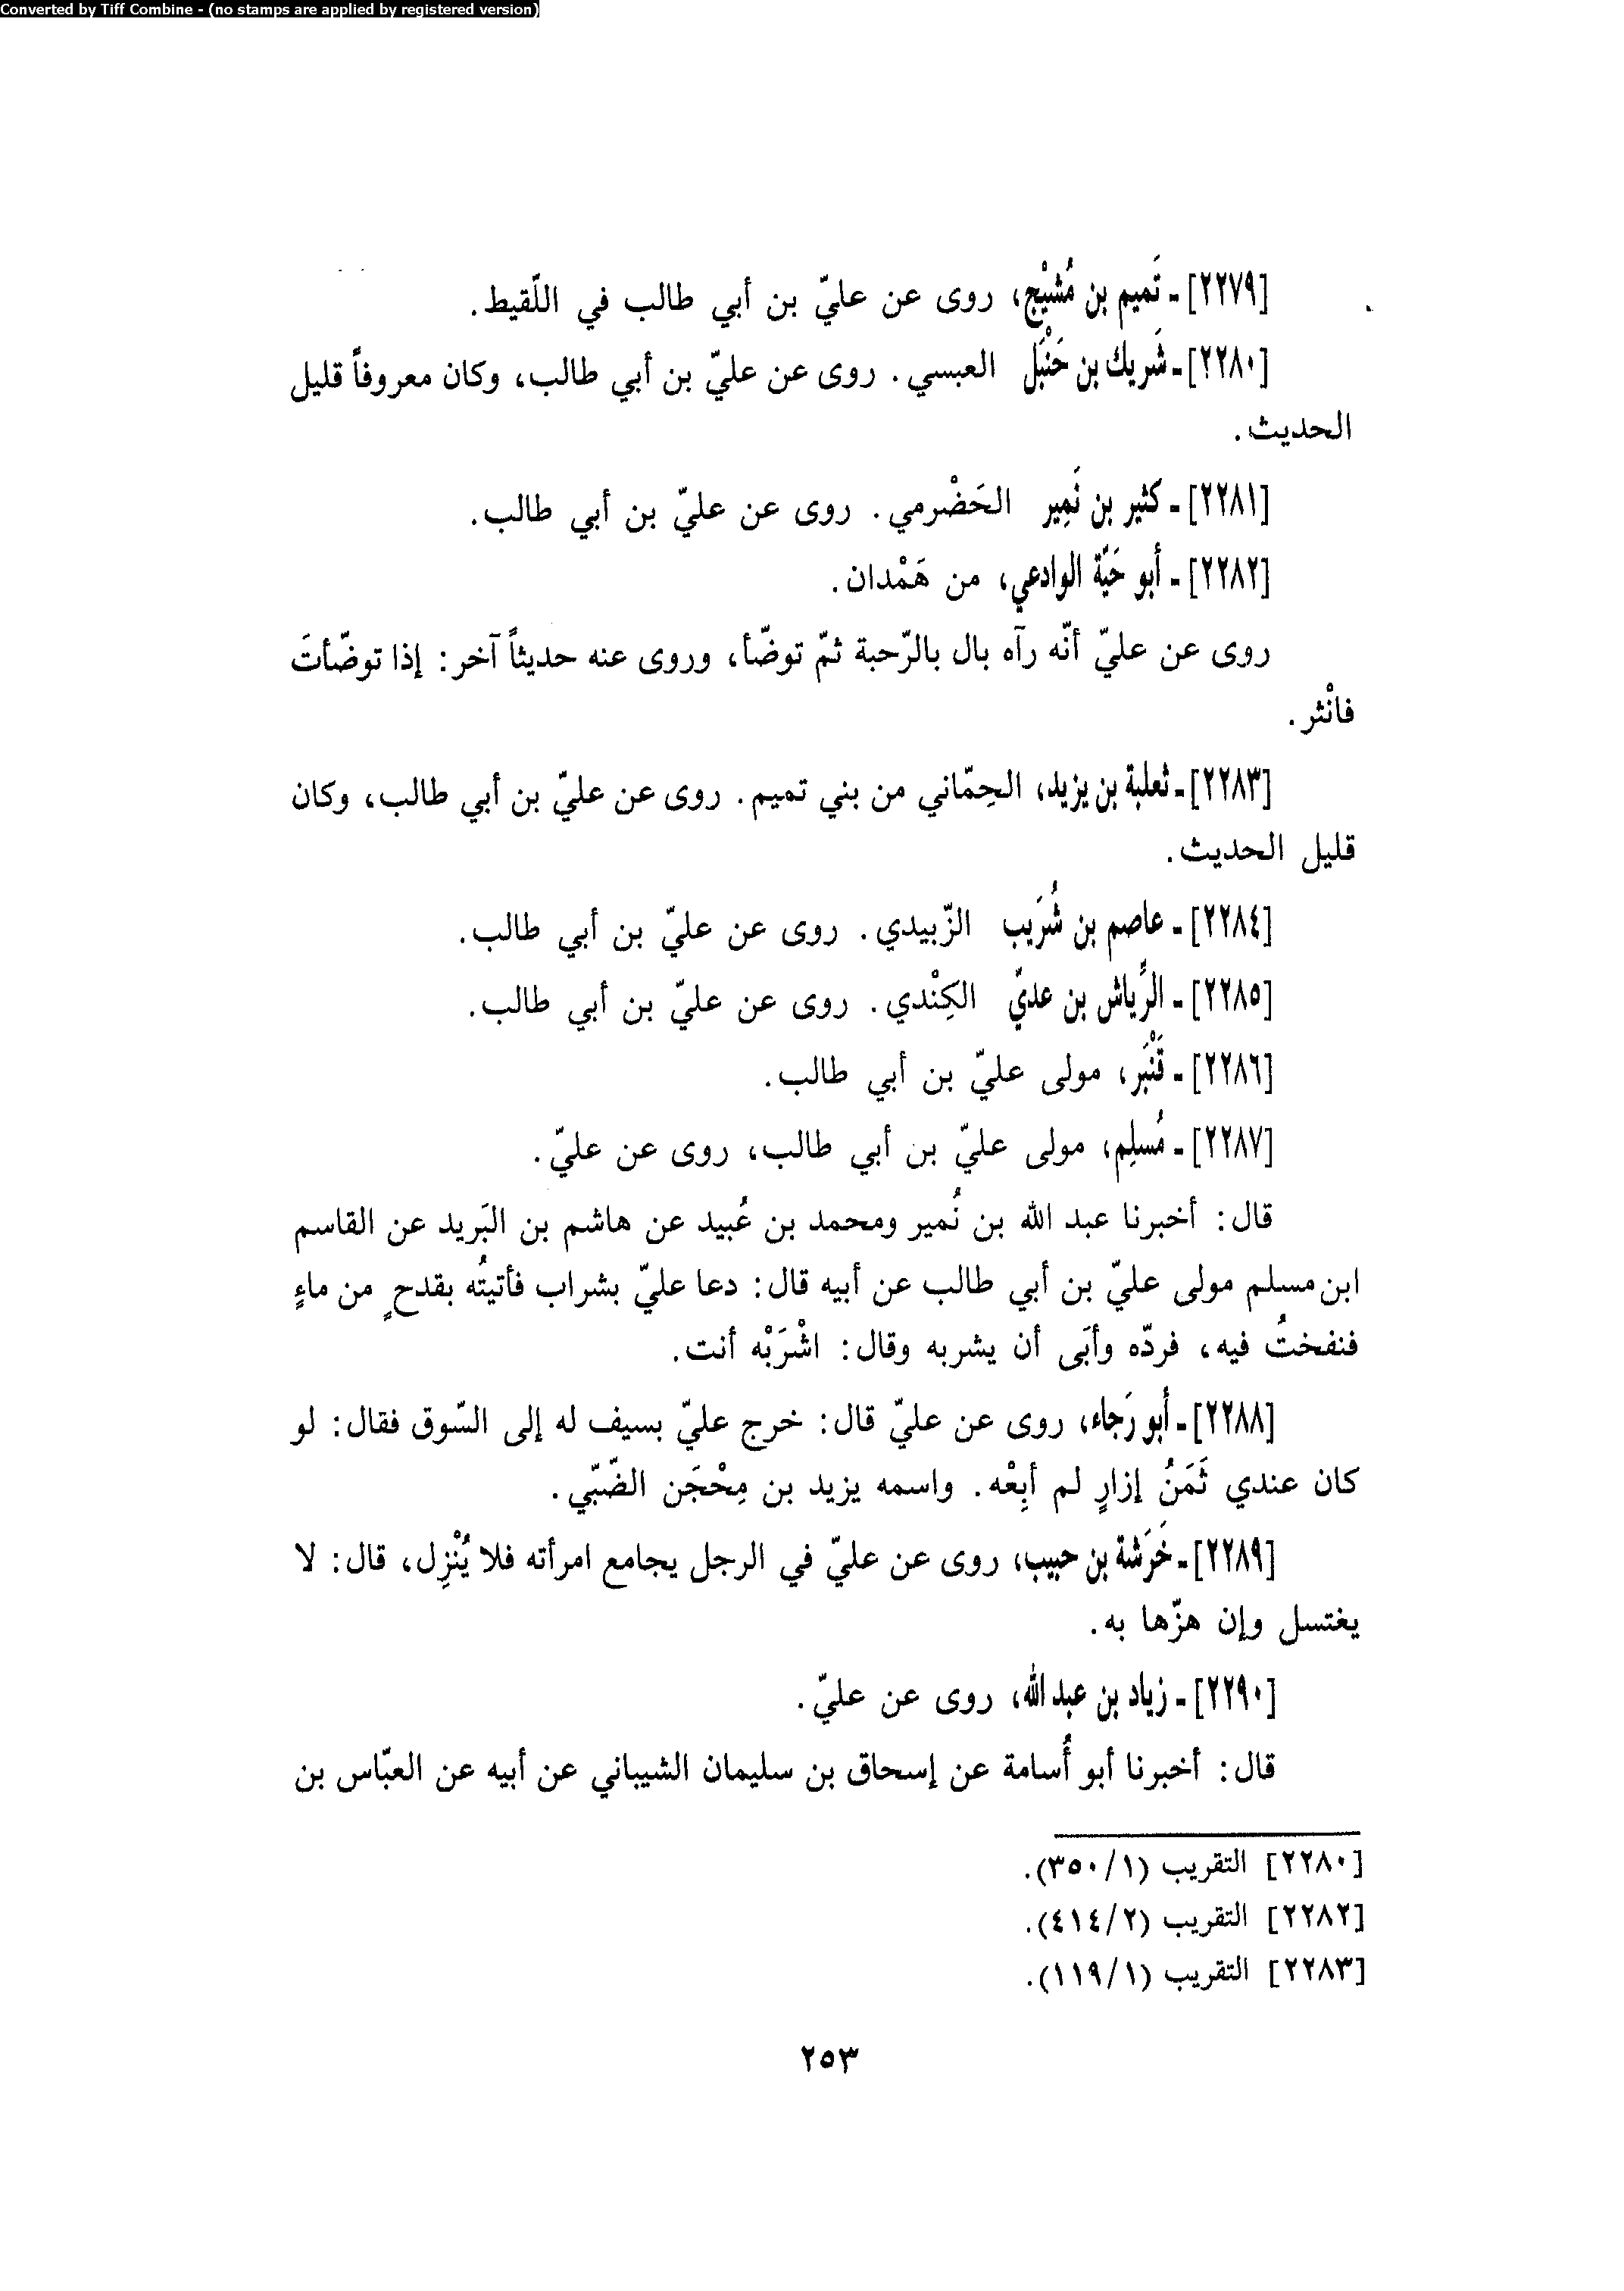 Converted by Tiff Combine - (no stamps are applied by registered version)
[٢٢٧٩] - تَميم بن مُشيْج، روى عن عليّ بن أبي طالب في اللّقيط.
[٢٢٨٠] - شَريك بن حَنْبَل العبسي. روى عن عليّ بن أبي طالب، وكان معروفاً قليل
الحديث.
[٢٢٨١] - كثير بن نَمِير الحَضْرمي. روى عن عليّ بن أبي طالب.
[٢٢٨٢] - أبو حَيّة الوادعي، من هَمْدان.
روى عن عليّ أنّه رآه بال بالرّحبة ثمّ توضّأ، وروى عنه حديثاً آخر: إذا توضّأتَ
فانْثر.
[٢٢٨٣] - ثعلبة بن يزيد، الحِمّاني من بني تميم. روى عن عليّ بن أبي طالب، وكان
قليل الحديث.
[٢٢٨٤] - عاصم بن شُرَيب الزّبيدي. روى عن عليّ بن أبي طالب.
[٢٢٨٥] - الرِّياش بن عديّ الكِنْدي. روى عن عليّ بن أبي طالب.
[٢٢٨٦] - قَنْبَر، مولى عليّ بن أبي طالب.
[٢٢٨٧] - مُسلِم، مولى عليّ بن أبي طالب، روى عن عليّ.
قال: أخبرنا عبد الله بن نُمير ومحمد بن عُبيد عن هاشم بن البَريد عن القاسم
ابن مسلم مولى عليّ بن أبي طالب عن أبيه قال: دعا عليّ بشراب فأتيتُه بقدحٍ من ماءٍ
فنفختُ فيه، فردّه وأبَى أن يشربه وقال: اشْرَبْه أنت.
[٢٢٨٨] - أبو رَجاء، روى عن عليّ قال: خرج عليّ بسيف له إلى السّوق فقال: لو
كان عندي ثَمَنُ إزارٍ لم أبِعْه. واسمه يزيد بن مِحْجَن الضّبّي.
[٢٢٨٩] - خَرَشة بن حبيب، روى عن عليّ في الرجل يجامع امرأته فلا يُنْزِل، قال: لا
يغتسل وإن هزّها به.
[٢٢٩٠] - زياد بن عبد الله، روى عن عليّ.
قال: أخبرنا أبو أُسامة عن إسحاق بن سليمان الشيباني عن أبيه عن العبّاس بن
[٢٢٨٠] التقريب (٣٥٠/١).
[٢٢٨٢] التقريب (٤١٤/٢).
[٢٢٨٣] التقريب (١١٩/١).
٢٥٣